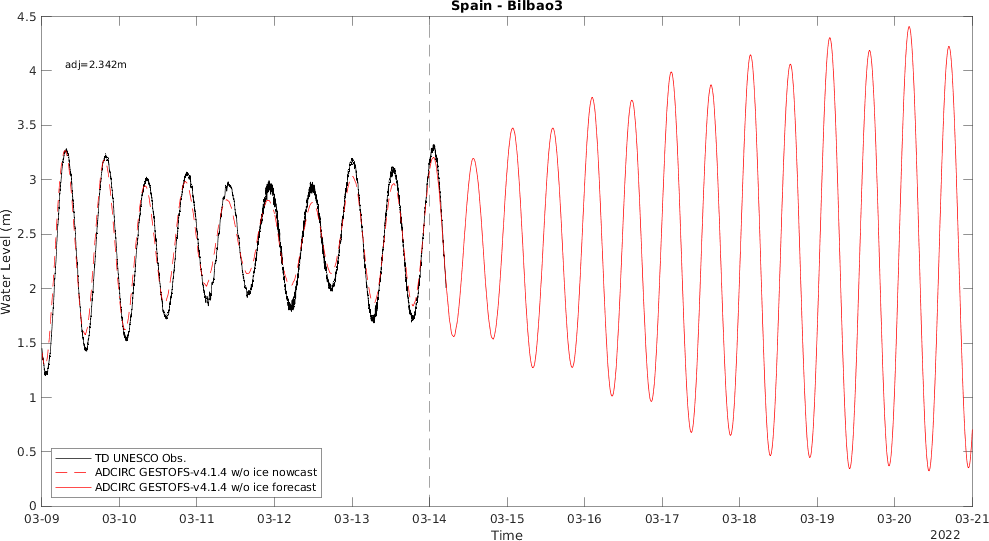 Spain - Bilbao3
4.5
4
3.5
3
2.5
2
1.5
1
0.5
0
Water Level (m)
adj=2.342m
TD UNESCO Obs.
ADCIRC GESTOFS-v4.1.4 w/o ice nowcast
ADCIRC GESTOFS-v4.1.4 w/o ice forecast
03-09 03-10 03-11 03-12 03-13 03-14 03-15 03-16 03-17 03-18 03-19 03-20 03-21
Time
2022